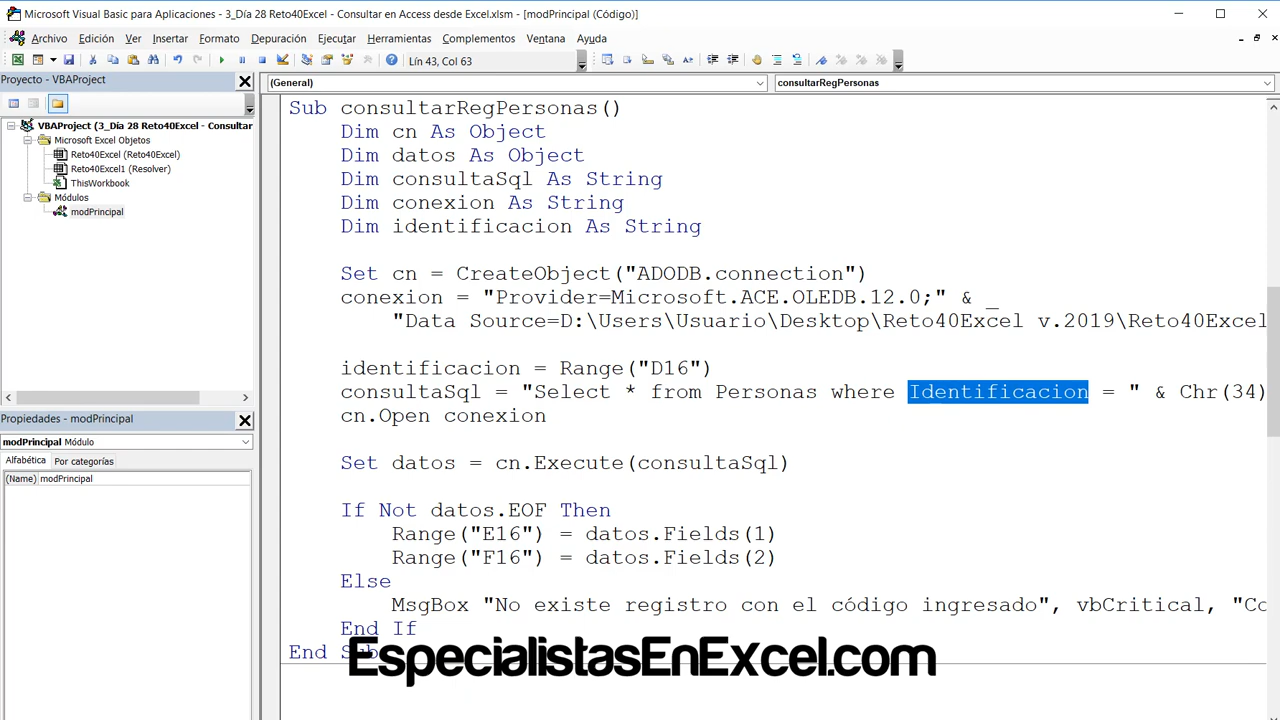 Microsoft Visual Basic para Aplicaciones - 3_Día 28 Reto40Excel - Consultar en Access desde Excel.xlsm - [modPrincipal (Código)]
Archivo Edición Ver Insertar Formato Depuración Ejecutar Herramientas Complementos Ventana Ayuda
Lín 43, Col 63
Proyecto - VBAProject
(General)
consultarRegPersonas
VBAProject (3_Día 28 Reto40Excel - Consultar
Microsoft Excel Objetos
Reto40Excel (Reto40Excel)
Reto40Excel1 (Resolver)
ThisWorkbook
Módulos
modPrincipal
Propiedades - modPrincipal
modPrincipal Módulo
Alfabética Por categorías
(Name) modPrincipal
Sub consultarRegPersonas()
Dim cn As Object
Dim datos As Object
Dim consultaSql As String
Dim conexion As String
Dim identificacion As String
Set cn = CreateObject("ADODB.connection")
conexion = "Provider=Microsoft.ACE.OLEDB.12.0;" & _
"Data Source=D:\Users\Usuario\Desktop\Reto40Excel v.2019\Reto40Excel
identificacion = Range("D16")
consultaSql = "Select * from Personas where Identificacion = " & Chr(34)
cn.Open conexion
Set datos = cn.Execute(consultaSql)
If Not datos.EOF Then
Range("E16") = datos.Fields(1)
Range("F16") = datos.Fields(2)
Else
MsgBox "No existe registro con el código ingresado", vbCritical, "Co
End If
End Sub
EspecialistasEnExcel.com